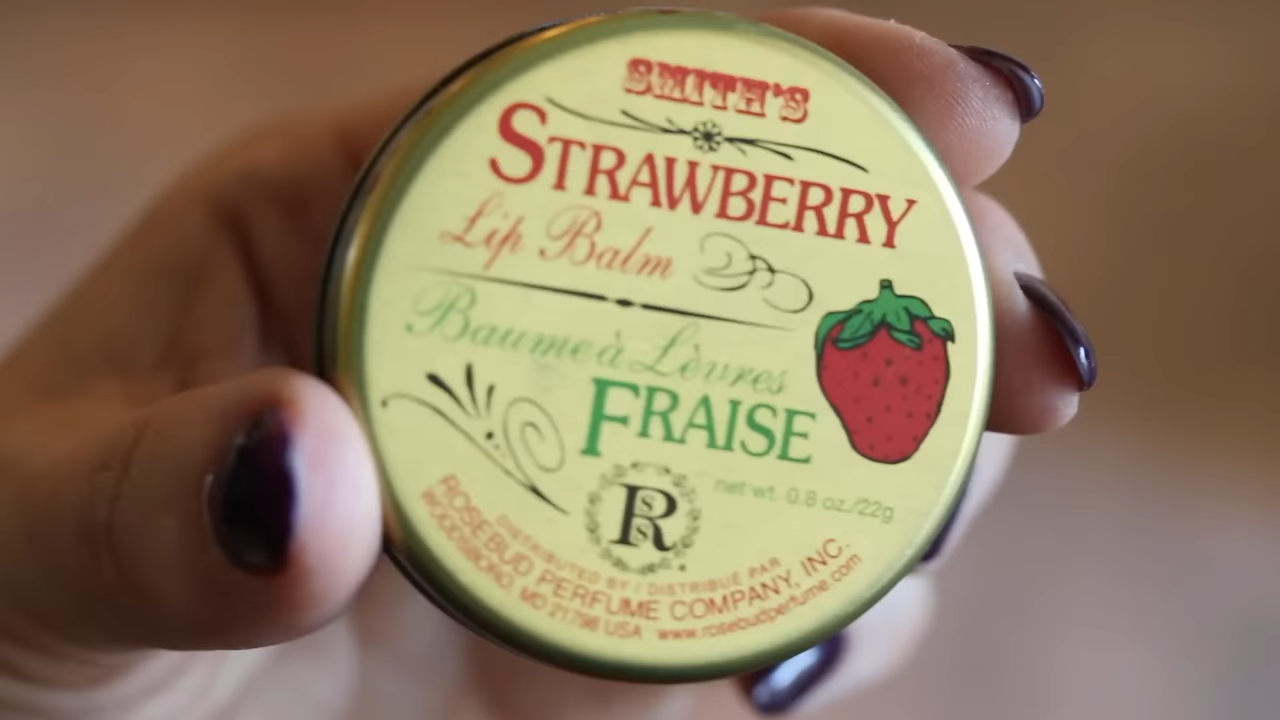 SMITH'S
STRAWBERRY
Lip Balm
Baume à Lèvres
FRAISE
net wt. 0.8 oz./22g
RSS
DISTRIBUTED BY / DISTRIBUÉ PAR
ROSEBUD PERFUME COMPANY, INC.
WOODSBORO, MD 21798 USA www.rosebudperfume.com